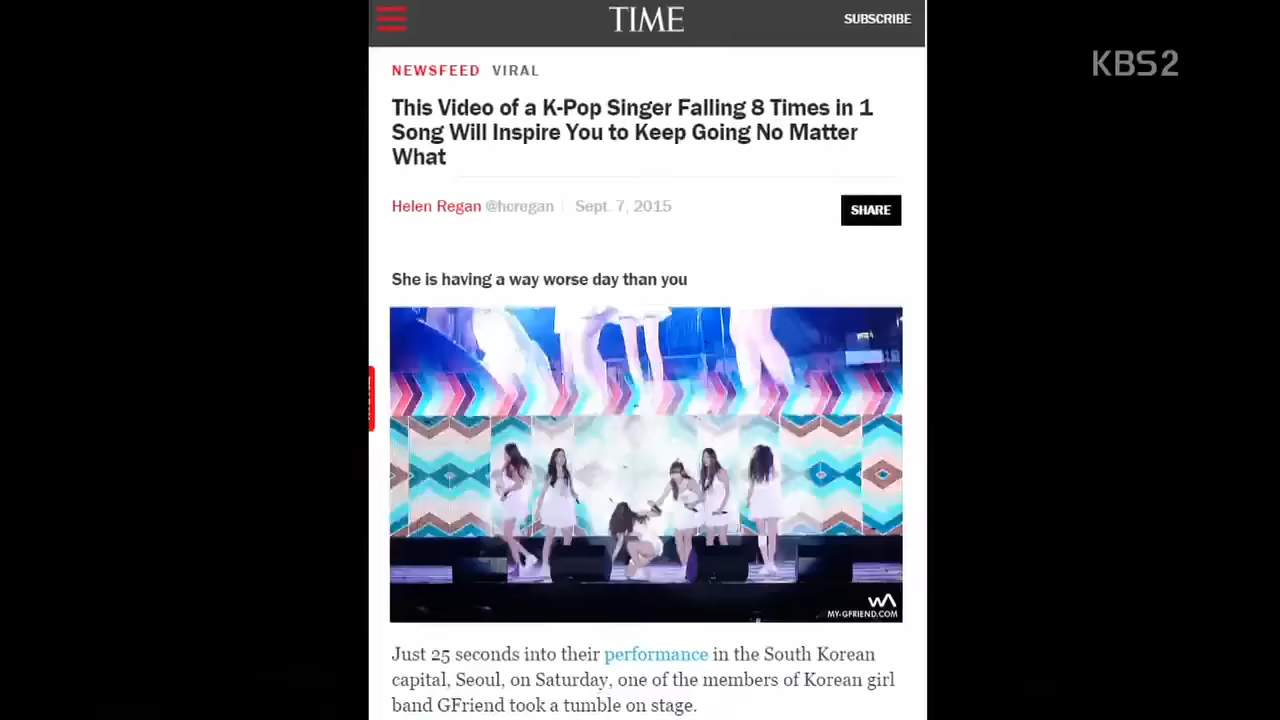 TIME
SUBSCRIBE
KBS2
NEWSFEED VIRAL
This Video of a K-Pop Singer Falling 8 Times in 1
Song Will Inspire You to Keep Going No Matter
What
Helen Regan @hcregan Sept. 7, 2015
SHARE
She is having a way worse day than you
MY-GFRIEND.COM
Just 25 seconds into their performance in the South Korean
capital, Seoul, on Saturday, one of the members of Korean girl
band GFriend took a tumble on stage.